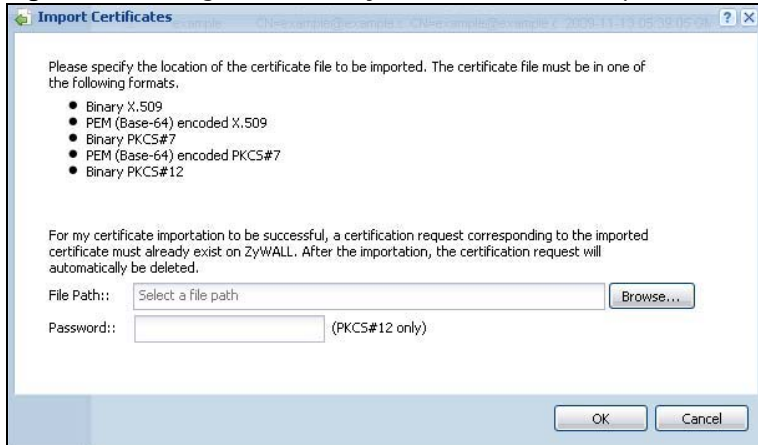 Import Certificates
Please specify the location of the certificate file to be imported. The certificate file must be in one of
the following formats.
● Binary X.509
● PEM (Base-64) encoded X.509
● Binary PKCS#7
● PEM (Base-64) encoded PKCS#7
● Binary PKCS#12
For my certificate importation to be successful, a certification request corresponding to the imported
certificate must already exist on ZyWALL. After the importation, the certification request will
automatically be deleted.
File Path:: Select a file path Browse...
Password:: (PKCS#12 only)
OK Cancel